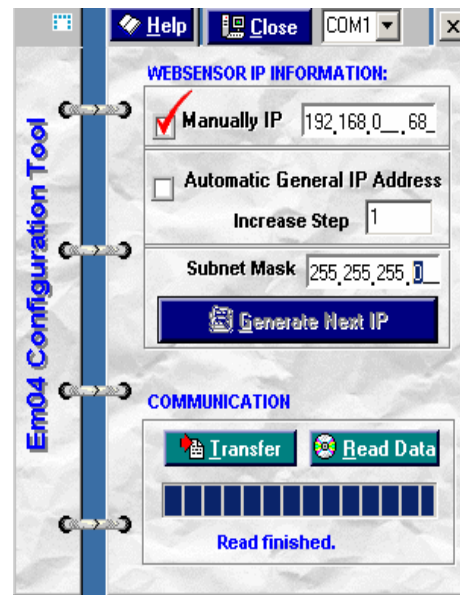 Help Close COM1
WEBSENSOR IP INFORMATION:
Manually IP 192.168.0__.68_
Automatic General IP Address
Increase Step 1
Subnet Mask 255.255.255.0__
Generate Next IP
COMMUNICATION
Transfer Read Data
Read finished.
Em04 Configuration Tool